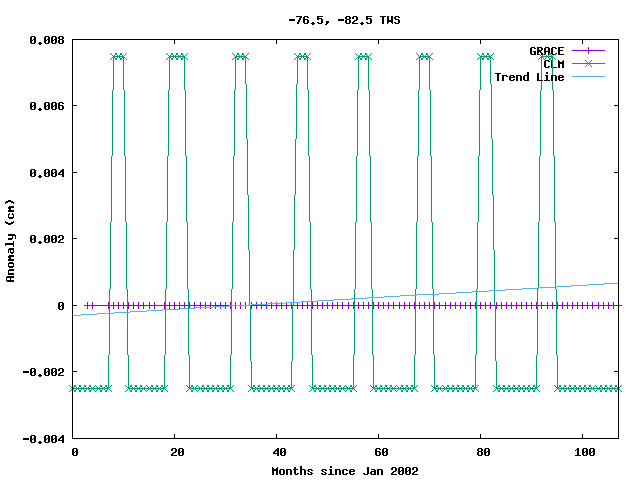 -76.5, -82.5 TWS
GRACE
CLM
Trend Line
Anomaly (cm)
0.008
0.006
0.004
0.002
0
-0.002
-0.004
0 20 40 60 80 100
Months since Jan 2002